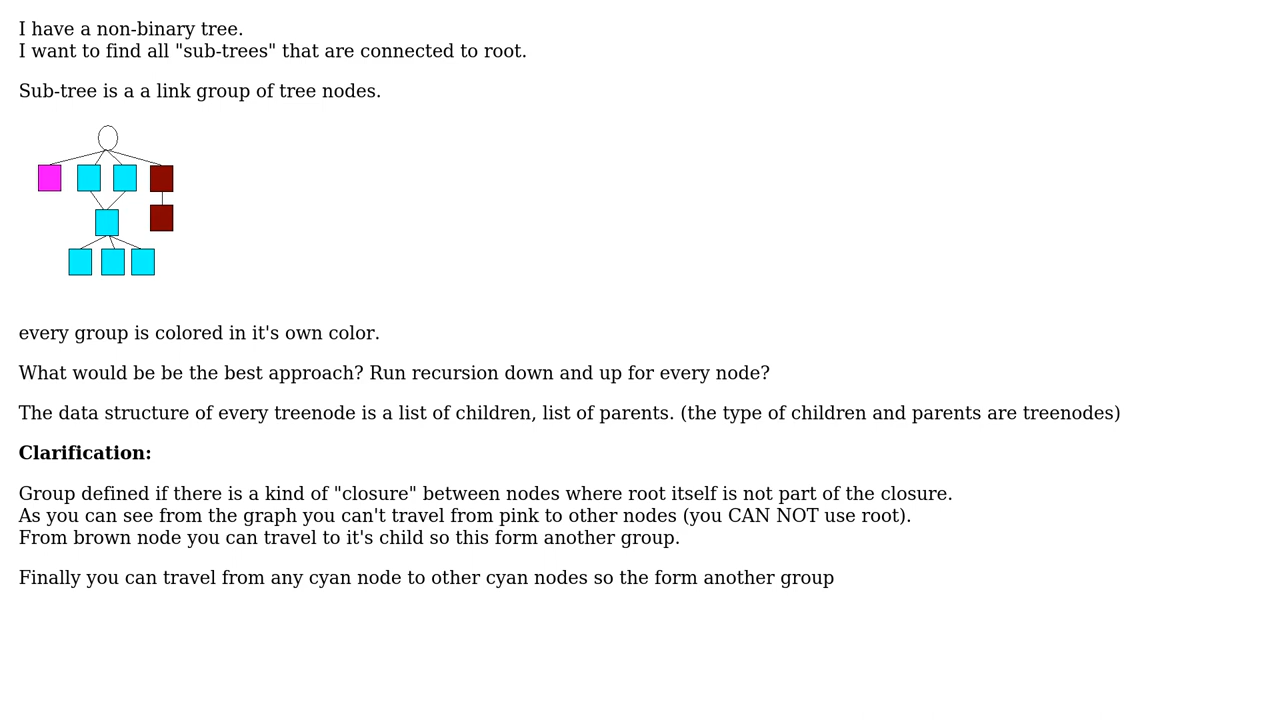 I have a non-binary tree.
I want to find all "sub-trees" that are connected to root.
Sub-tree is a a link group of tree nodes.
every group is colored in it's own color.
What would be be the best approach? Run recursion down and up for every node?
The data structure of every treenode is a list of children, list of parents. (the type of children and parents are treenodes)
Clarification:
Group defined if there is a kind of "closure" between nodes where root itself is not part of the closure.
As you can see from the graph you can't travel from pink to other nodes (you CAN NOT use root).
From brown node you can travel to it's child so this form another group.
Finally you can travel from any cyan node to other cyan nodes so the form another group